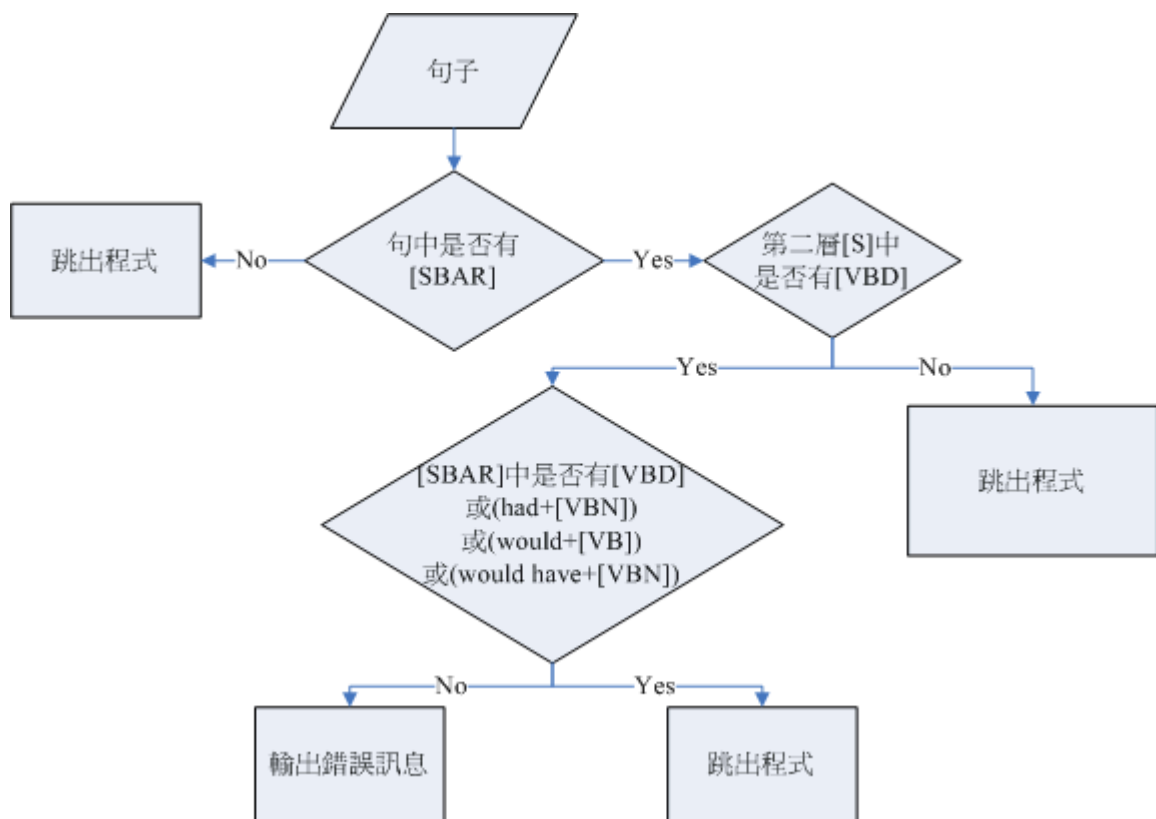 句子
句中是否有
[SBAR]
No
跳出程式
Yes
第二層[S]中
是否有[VBD]
Yes
No
[SBAR]中是否有[VBD]
或(had+[VBN])
或(would+[VB])
或(would have+[VBN])
跳出程式
No
Yes
輸出錯誤訊息
跳出程式